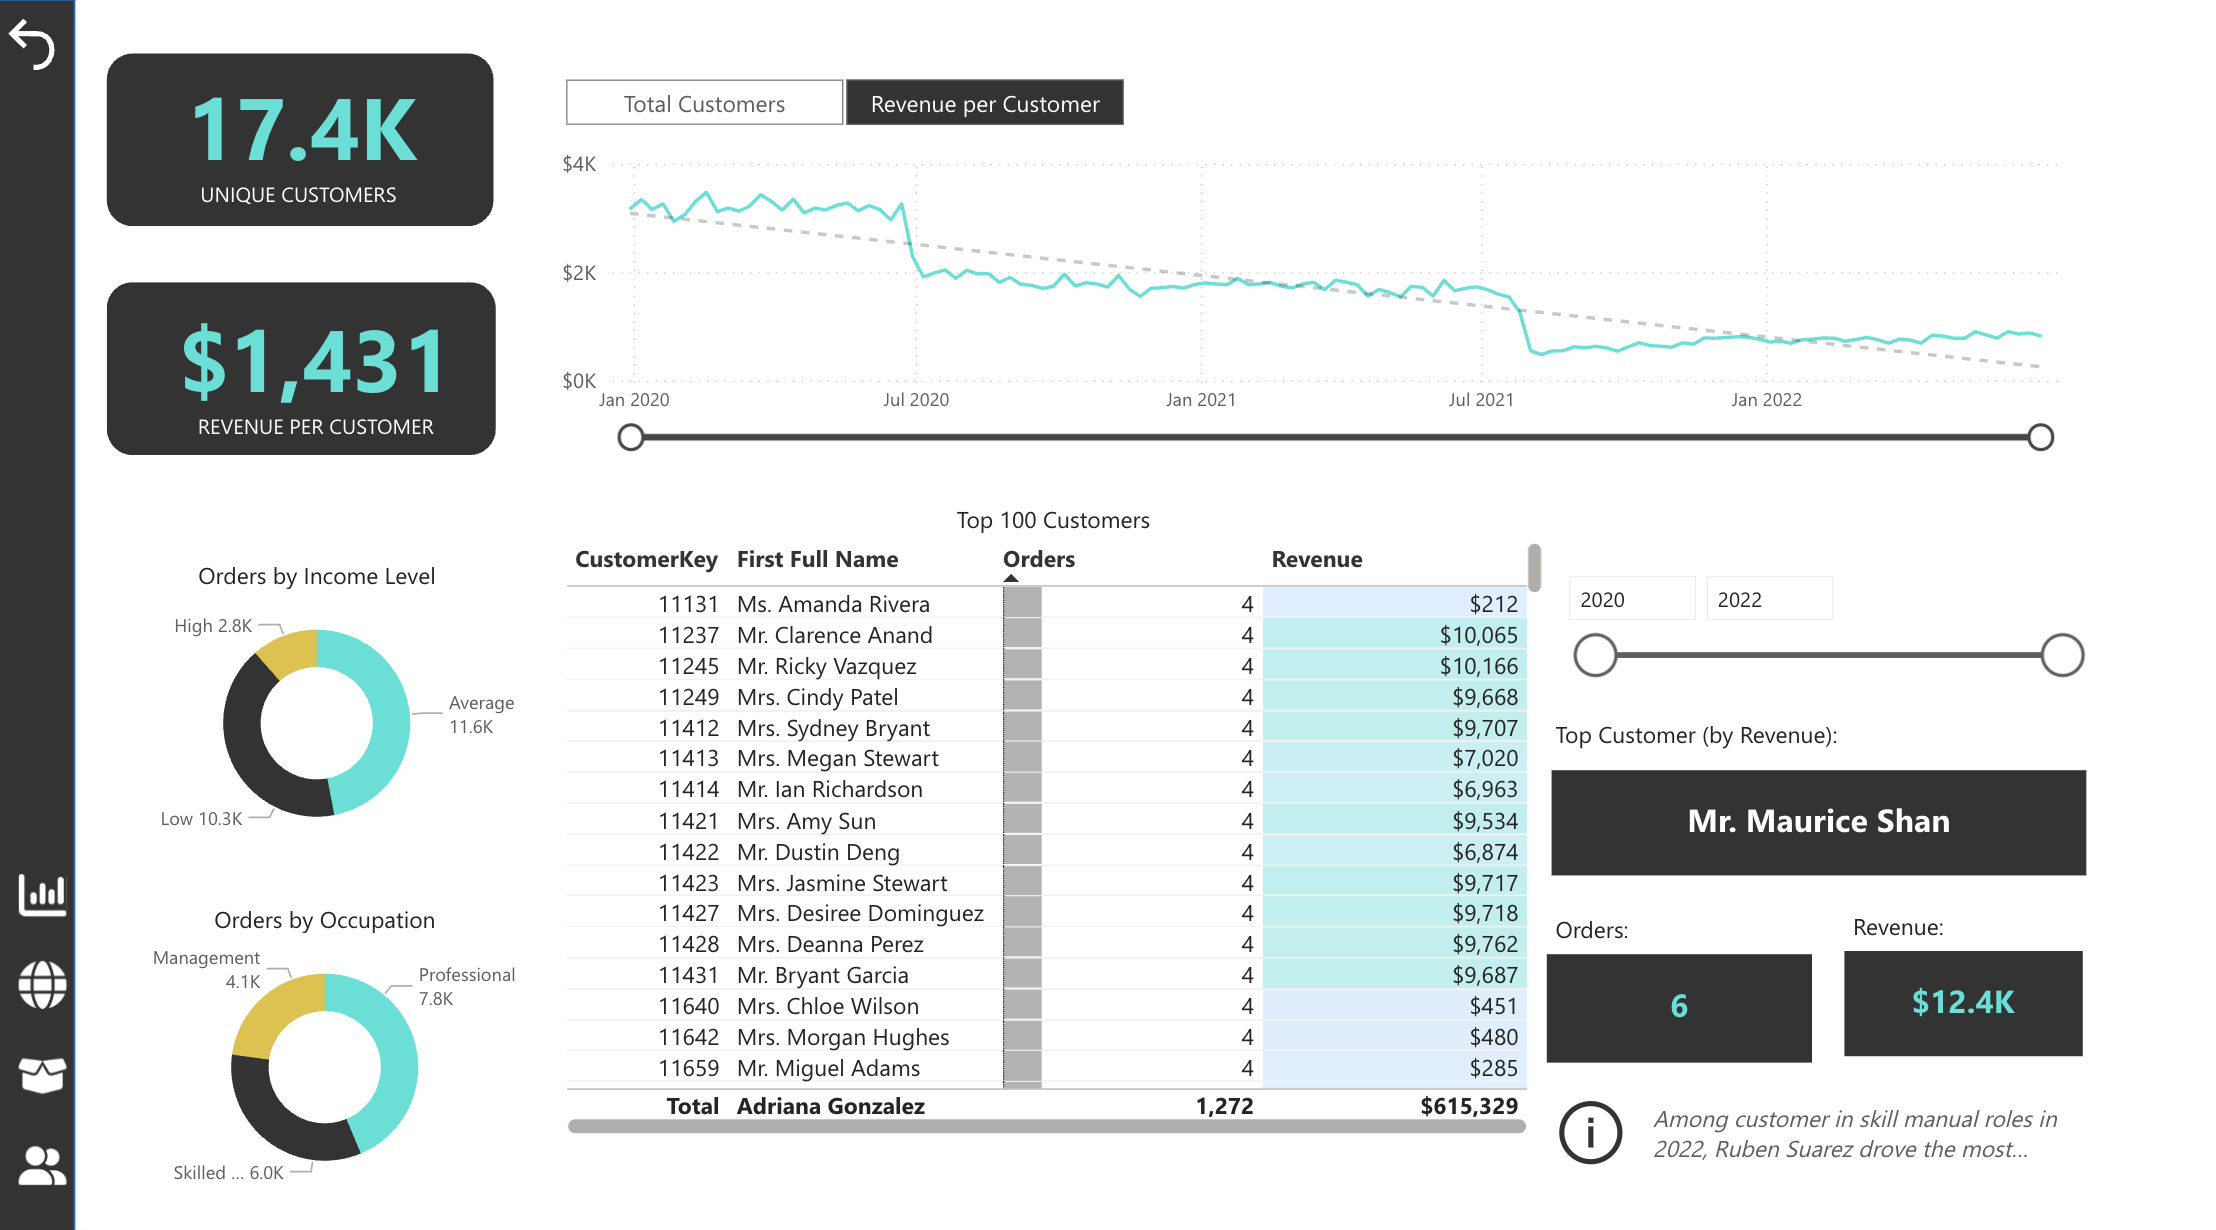 17.4K
UNIQUE CUSTOMERS
$1,431
REVENUE PER CUSTOMER
Total Customers
Revenue per Customer
$4K
$2K
$0K
Jan 2020 Jul 2020 Jan 2021 Jul 2021 Jan 2022
Orders by Income Level
High 2.8K
Average
11.6K
Low 10.3K
Orders by Occupation
Management
4.1K
Professional
7.8K
Skilled ... 6.0K
Top 100 Customers
CustomerKey First Full Name Orders Revenue
11131 Ms. Amanda Rivera 4 $212
11237 Mr. Clarence Anand 4 $10,065
11245 Mr. Ricky Vazquez 4 $10,166
11249 Mrs. Cindy Patel 4 $9,668
11412 Mrs. Sydney Bryant 4 $9,707
11413 Mrs. Megan Stewart 4 $7,020
11414 Mr. Ian Richardson 4 $6,963
11421 Mrs. Amy Sun 4 $9,534
11422 Mr. Dustin Deng 4 $6,874
11423 Mrs. Jasmine Stewart 4 $9,717
11427 Mrs. Desiree Dominguez 4 $9,718
11428 Mrs. Deanna Perez 4 $9,762
11431 Mr. Bryant Garcia 4 $9,687
11640 Mrs. Chloe Wilson 4 $451
11642 Mrs. Morgan Hughes 4 $480
11659 Mr. Miguel Adams 4 $285
Total Adriana Gonzalez 1,272 $615,329
2020 2022
Top Customer (by Revenue):
Mr. Maurice Shan
Orders:
6
Revenue:
$12.4K
Among customer in skill manual roles in
2022, Ruben Suarez drove the most...